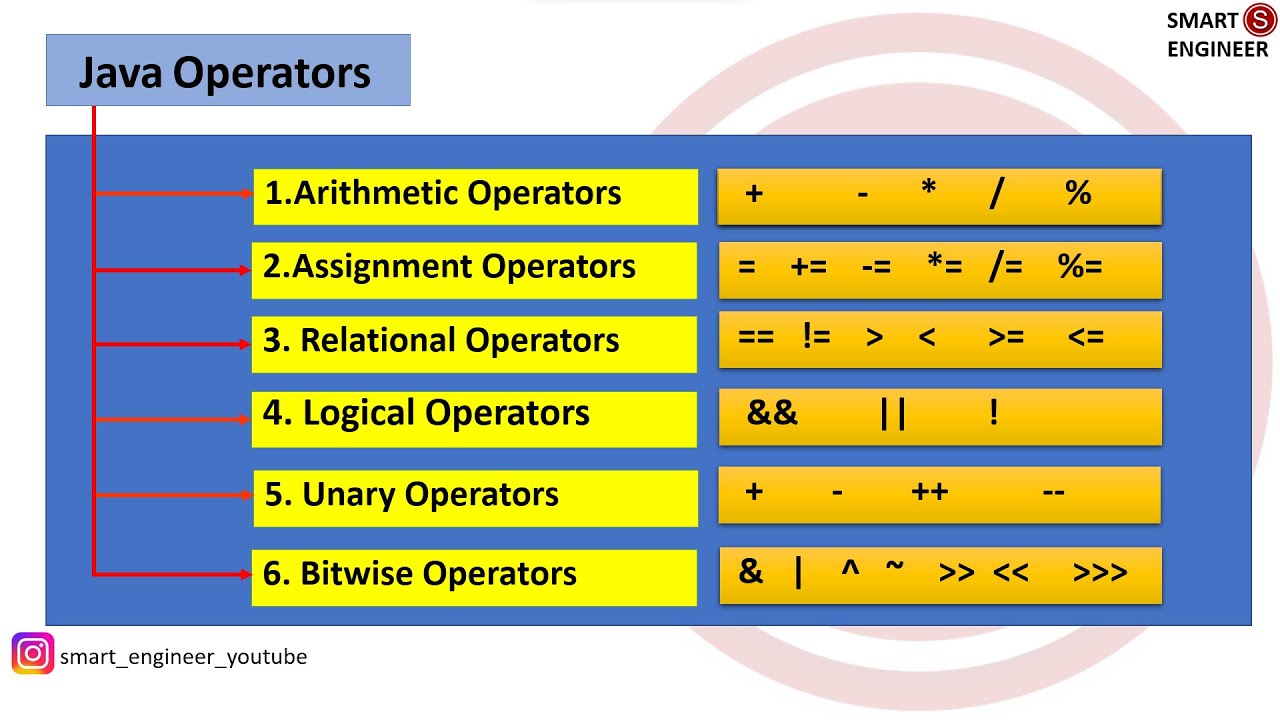 SMART S
ENGINEER
Java Operators
1.Arithmetic Operators + - * / %
2.Assignment Operators = += -= *= /= %=
3. Relational Operators == != > < >= <=
4. Logical Operators && || !
5. Unary Operators + - ++ --
6. Bitwise Operators & | ^ ~ >> << >>>
smart_engineer_youtube